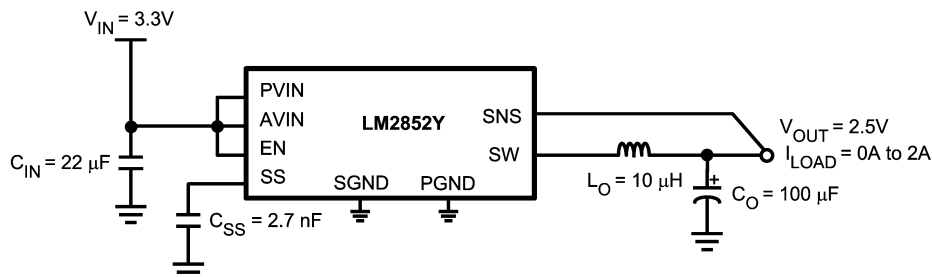 V_IN = 3.3V
PVIN
AVIN
EN
SS
LM2852Y
SNS
SW
SGND
PGND
C_IN = 22 μF
C_SS = 2.7 nF
L_O = 10 μH
+
C_O = 100 μF
V_OUT = 2.5V
I_LOAD = 0A to 2A